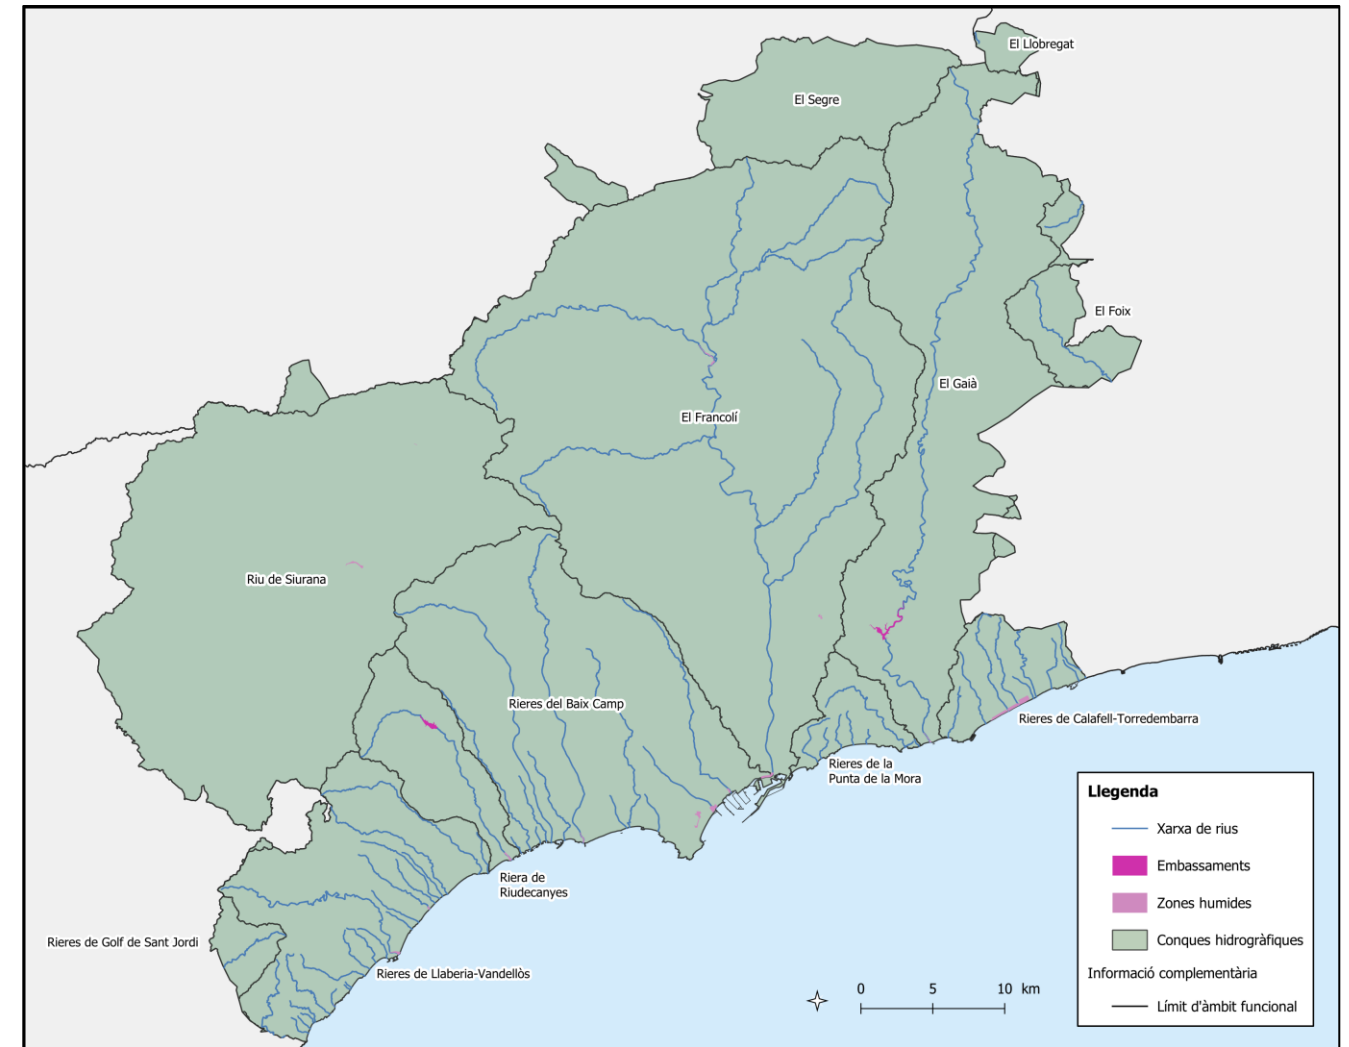 El Llobregat
El Segre
El Foix
El Gaià
El Francolí
Riu de Siurana
Rieres del Baix Camp
Rieres de Calafell-Torredembarra
Rieres de la
Punta de la Mora
Riera de
Riudecanyes
Rieres de Golf de Sant Jordi
Rieres de Llaberia-Vandellòs
0 5 10 km
Llegenda
Xarxa de rius
Embassaments
Zones humides
Conques hidrogràfiques
Informació complementària
Límit d'àmbit funcional